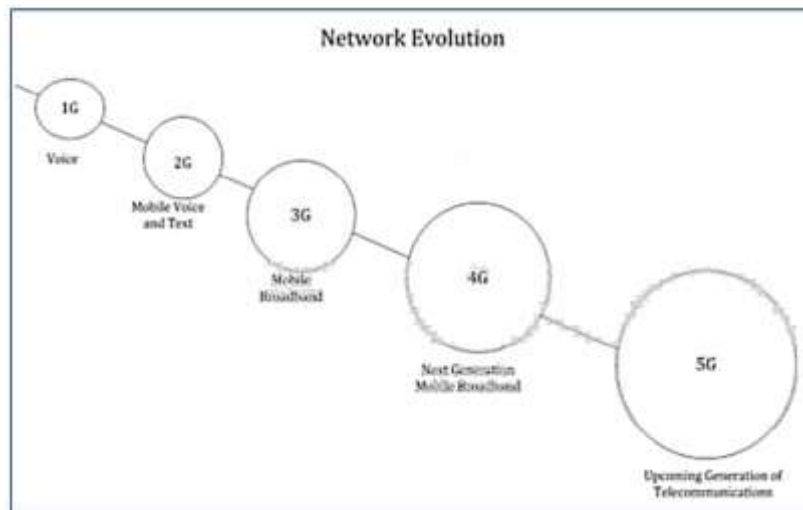 Network Evolution
1G
Voice
2G
Mobile Voice
and Text
3G
Mobile
Broadband
4G
Next Generation
Mobile Broadband
5G
Upcoming Generation of
Telecommunications